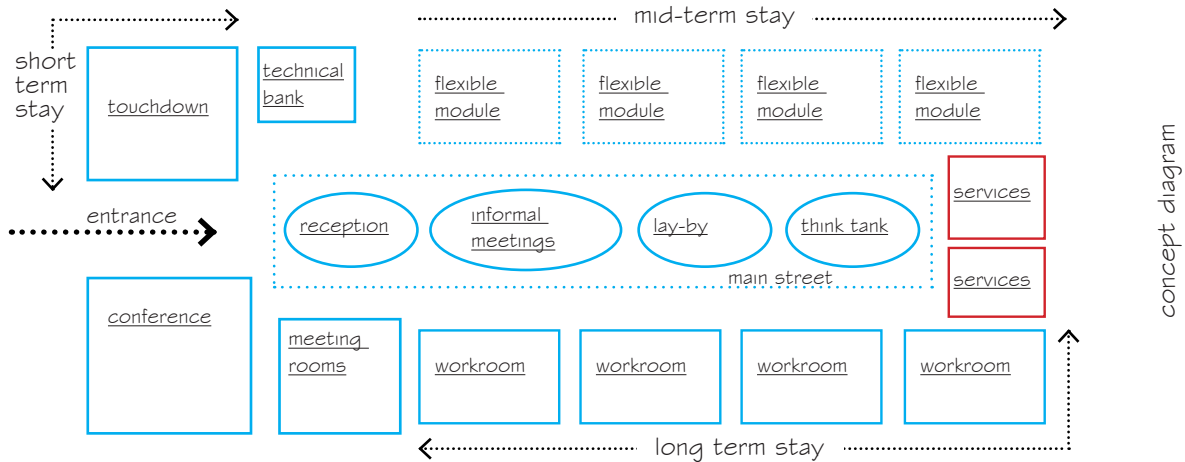 mid-term stay
short
term
stay
touchdown
technical
bank
flexible
module
flexible
module
flexible
module
flexible
module
entrance
reception
informal
meetings
lay-by
think tank
main street
services
services
conference
meeting
rooms
workroom
workroom
workroom
workroom
long term stay
concept diagram